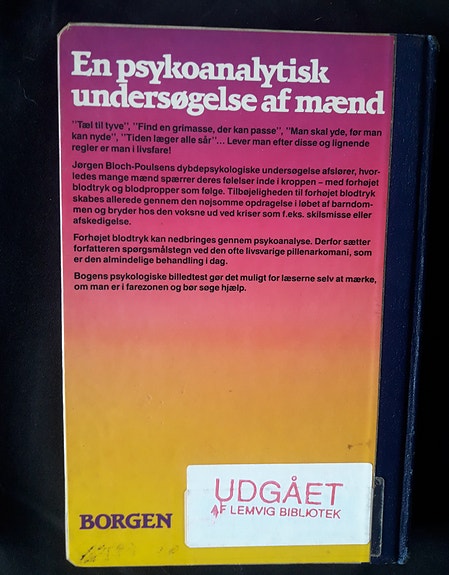 En psykoanalytisk
undersøgelse af mænd
"Tæl til tyve", "Find en grimasse, der kan passe", "Man skal yde, før man
kan nyde", "Tiden læger alle sår"... Lever man efter disse og lignende
regler er man i livsfare!
Jørgen Bloch-Poulsens dybdepsykologiske undersøgelse afslører, hvor-
ledes mange mænd spærrer deres følelser inde i kroppen – med forhøjet
blodtryk og blodpropper som følge. Tilbøjeligheden til forhøjet blodtryk
skabes allerede gennem den nøjsomme opdragelse i løbet af barndom-
men og bryder hos den voksne ud ved kriser som f.eks. skilsmisse eller
afskedigelse.
Forhøjet blodtryk kan nedbringes gennem psykoanalyse. Derfor sætter
forfatteren spørgsmålstegn ved den ofte livsvarige pillenarkomani, som
er den almindelige behandling i dag.
Bogens psykologiske billedtest gør det muligt for læserne selv at mærke,
om man er i farezonen og bør søge hjælp.
UDGÅET
AF LEMVIG BIBLIOTEK
BORGEN